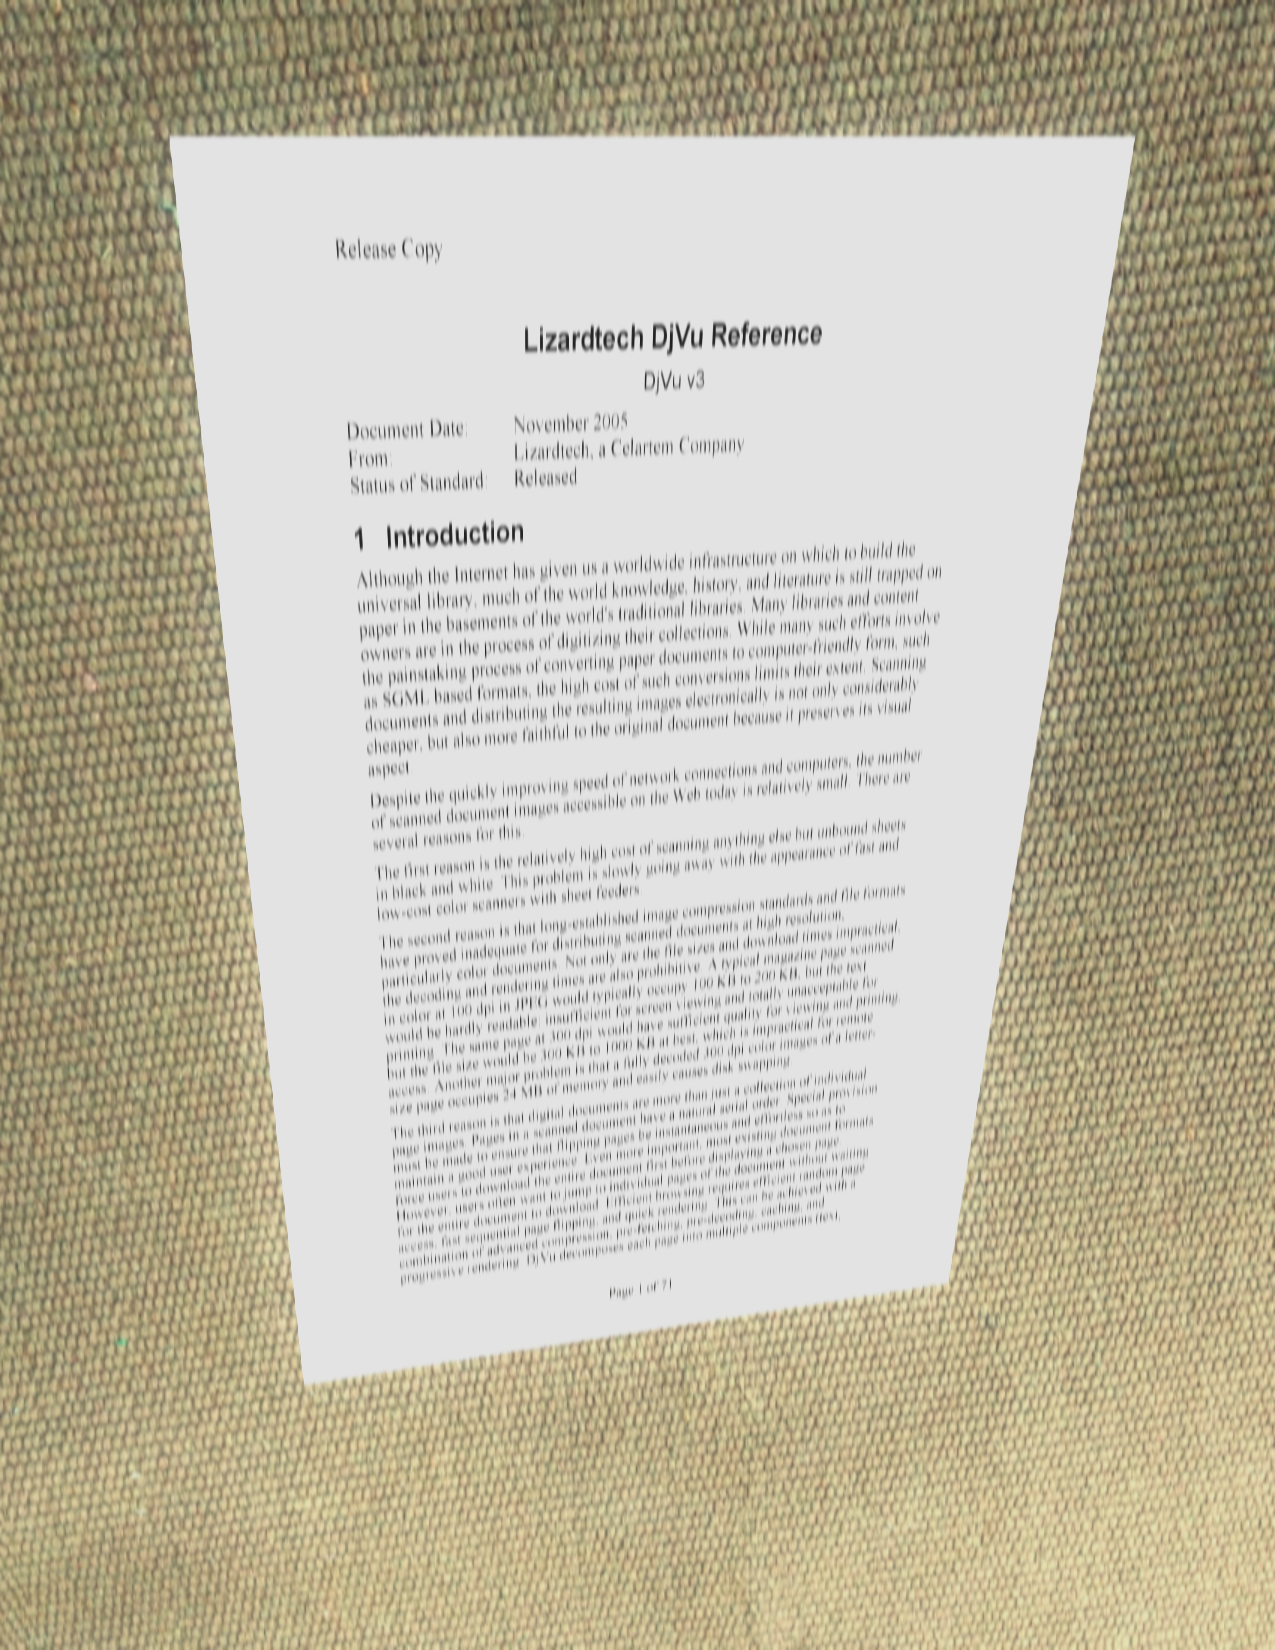 Release Copy
Lizardtech DjVu Reference
DjVu v3
Document Date: November 2005
From: Lizardtech, a Celartem Company
Status of Standard: Released
1 Introduction
Although the Internet has given us a worldwide infrastructure on which to build the
universal library, much of the world knowledge, history, and literature is still trapped on
paper in the basements of the world's traditional libraries. Many libraries and content
owners are in the process of digitizing their collections. While many such efforts involve
the painstaking process of converting paper documents to computer-friendly form, such
as SGML based formats, the high cost of such conversions limits their extent. Scanning
documents and distributing the resulting images electronically is not only considerably
cheaper, but also more faithful to the original document because it preserves its visual
aspect.
Despite the quickly improving speed of network connections and computers, the number
of scanned document images accessible on the Web today is relatively small. There are
several reasons for this.
The first reason is the relatively high cost of scanning anything else but unbound sheets
in black and white. This problem is slowly going away with the appearance of fast and
low-cost color scanners with sheet feeders.
The second reason is that long-established image compression standards and file formats
have proved inadequate for distributing scanned documents at high resolution,
particularly color documents. Not only are the file sizes and download times impractical,
the decoding and rendering times are also prohibitive. A typical magazine page scanned
in color at 100 dpi in JPEG would typically occupy 100 KB to 200 KB, but the text
would be hardly readable: insufficient for screen viewing and totally unacceptable for
printing. The same page at 300 dpi would have sufficient quality for viewing and printing,
but the file size would be 300 KB to 1000 KB at best, which is impractical for remote
access. Another major problem is that a fully decoded 300 dpi color images of a letter-
size page occupies 24 MB of memory and easily causes disk swapping.
The third reason is that digital documents are more than just a collection of individual
page images. Pages in a scanned document have a natural serial order. Special provision
must be made to ensure that flipping pages be instantaneous and effortless so as to
maintain a good user experience. Even more important, most existing document formats
force users to download the entire document first before displaying a chosen page.
However, users often want to jump to individual pages of the document without waiting
for the entire document to download. Efficient browsing requires efficient random page
access, fast sequential page flipping, and quick rendering. This can be achieved with a
combination of advanced compression, pre-fetching, pre-decoding, caching, and
progressive rendering. DjVu decomposes each page into multiple components (text,
Page 1 of 71